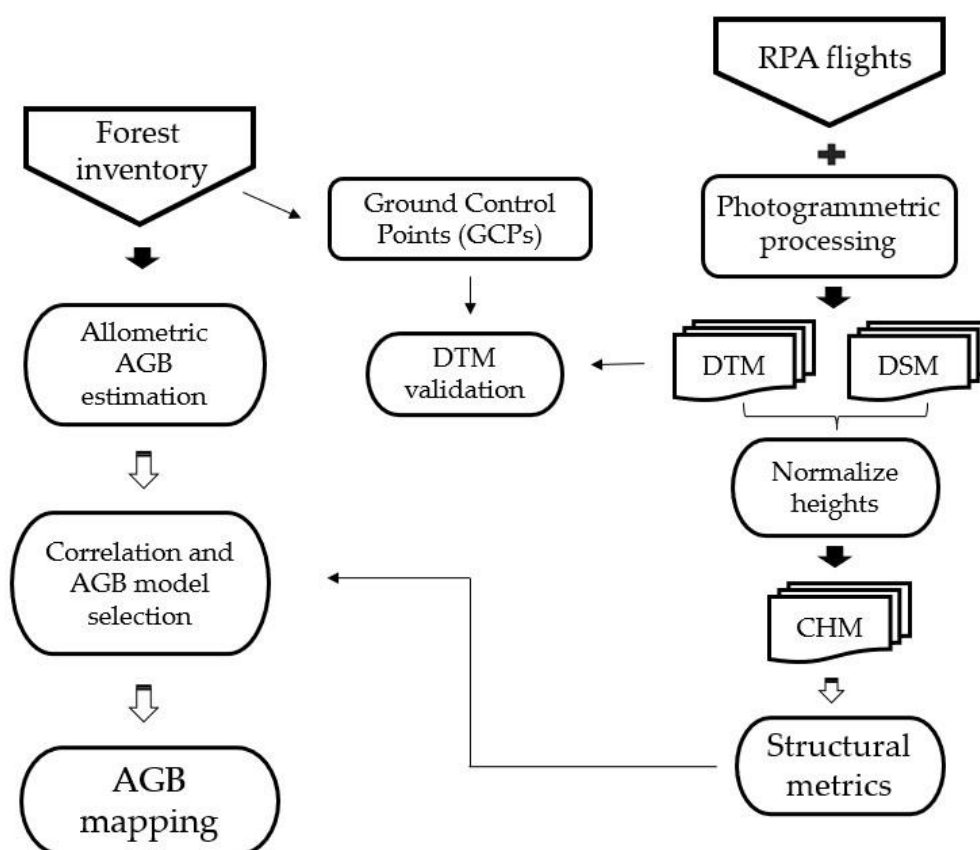 RPA flights
Forest
inventory
Ground Control
Points (GCPs)
Photogrammetric
processing
Allometric
AGB
estimation
DTM
validation
DTM
DSM
Normalize
heights
Correlation and
AGB model
selection
CHM
Structural
metrics
AGB
mapping